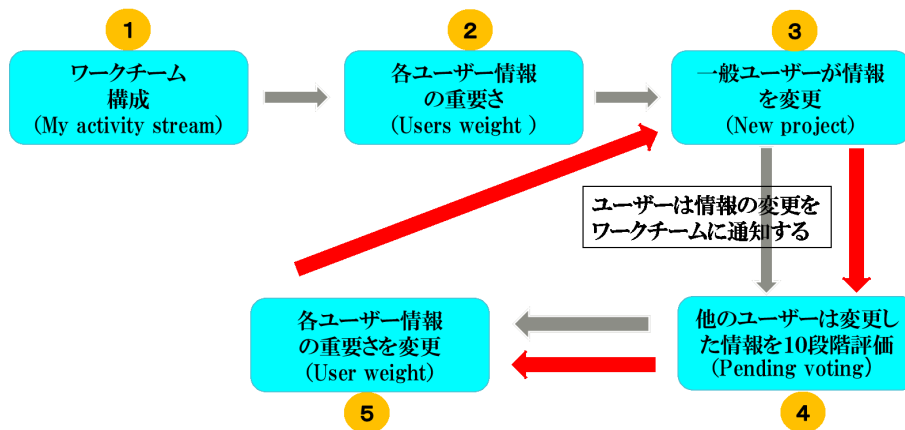 1
ワークチーム
構成
(My activity stream)
2
各ユーザー情報
の重要さ
(Users weight )
3
一般ユーザーが情報
を変更
(New project)
ユーザーは情報の変更を
ワークチームに通知する
他のユーザーは変更し
た情報を10段階評価
(Pending voting)
4
各ユーザー情報
の重要さを変更
(User weight)
5